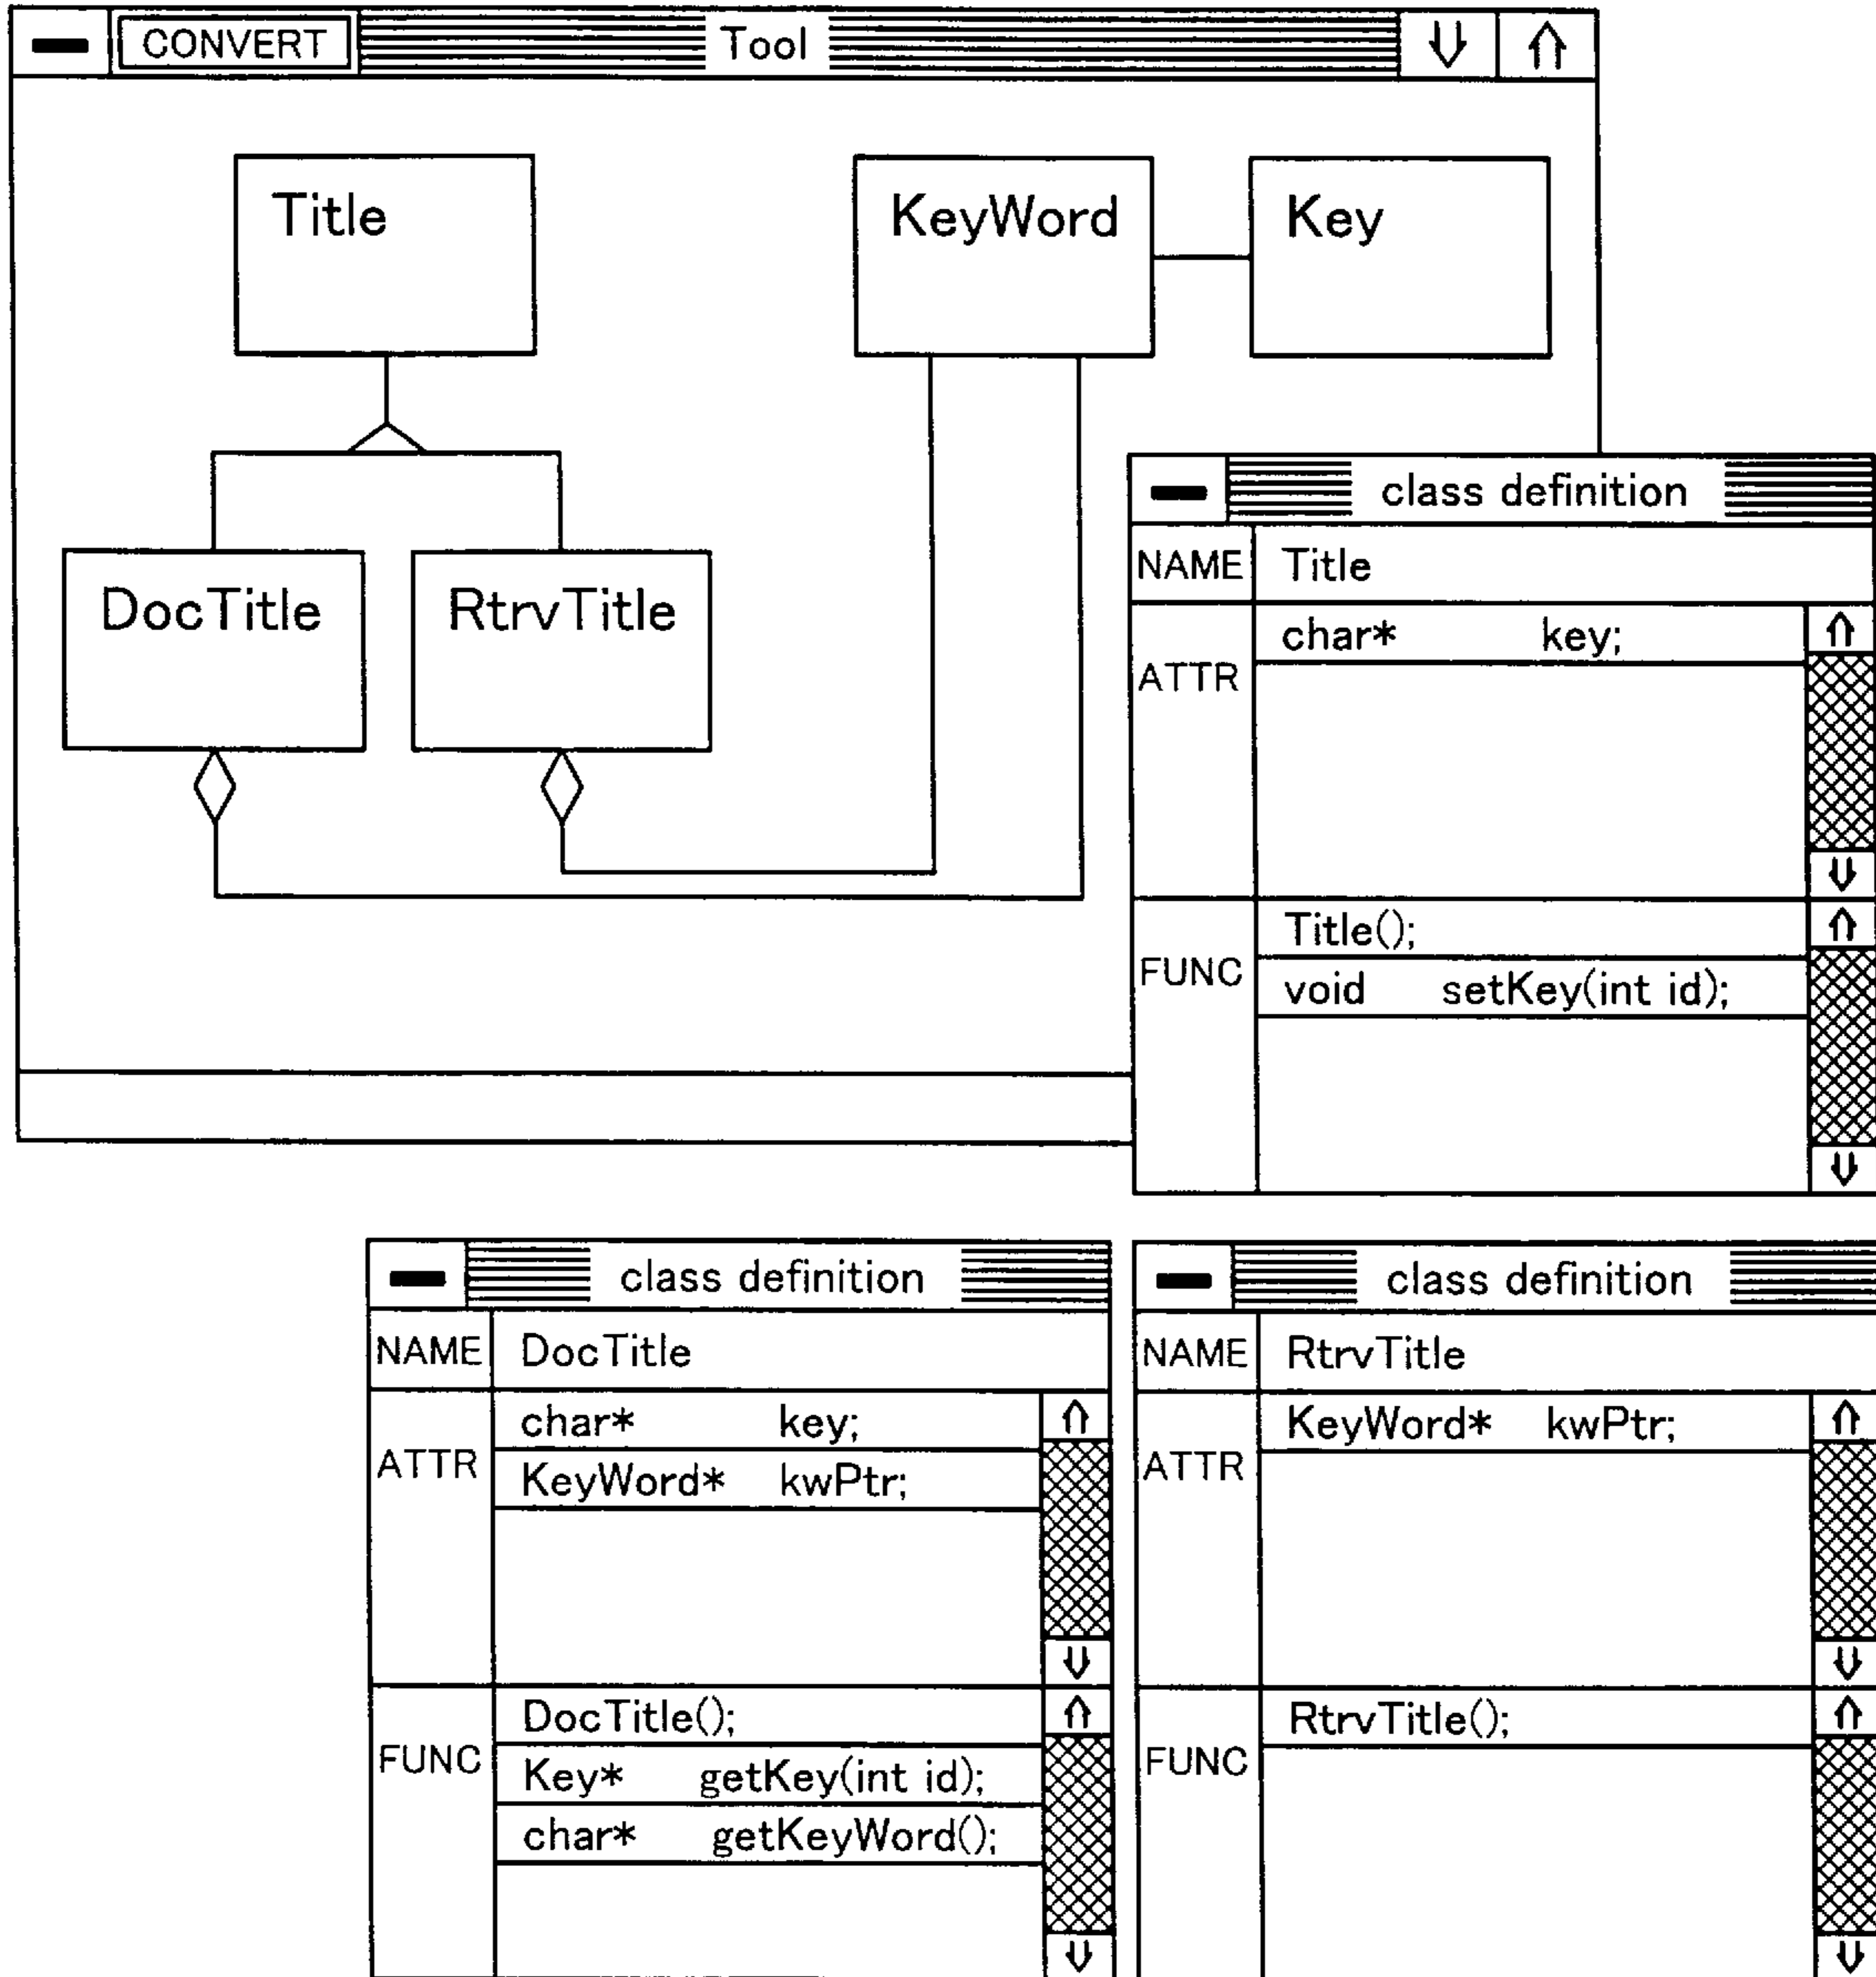 CONVERT Tool
Title KeyWord Key
DocTitle RtrvTitle
class definition
NAME Title
ATTR char* key;
FUNC Title();
void setKey(int id);
class definition
NAME DocTitle
ATTR char* key;
KeyWord* kwPtr;
FUNC DocTitle();
Key* getKey(int id);
char* getKeyWord();
class definition
NAME RtrvTitle
ATTR KeyWord* kwPtr;
FUNC RtrvTitle();